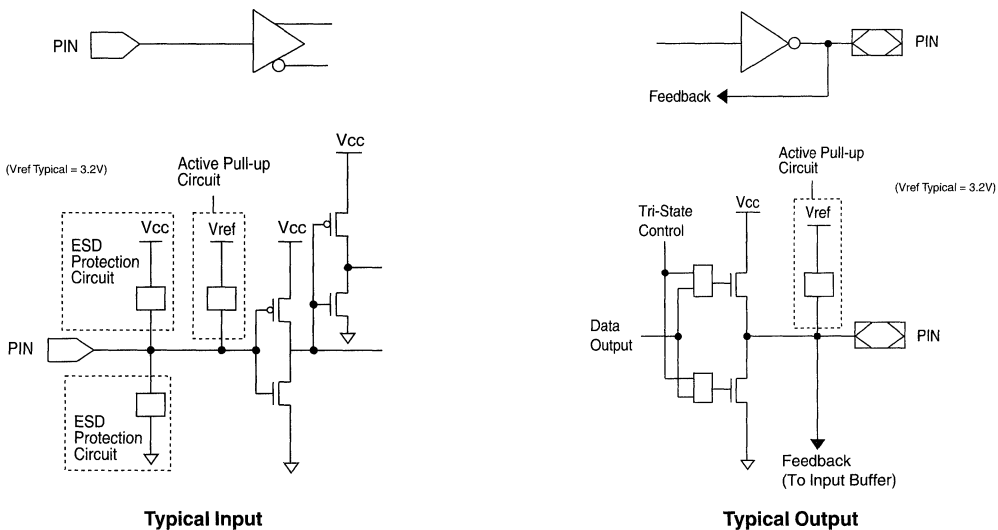 PIN
PIN
Feedback
(Vref Typical = 3.2V)
Active Pull-up
Circuit
Vcc
ESD
Protection
Circuit
Vcc
Vref
Vcc
PIN
ESD
Protection
Circuit
Typical Input
Active Pull-up
Circuit
(Vref Typical = 3.2V)
Tri-State
Control
Vcc
Vref
Data
Output
PIN
Feedback
(To Input Buffer)
Typical Output